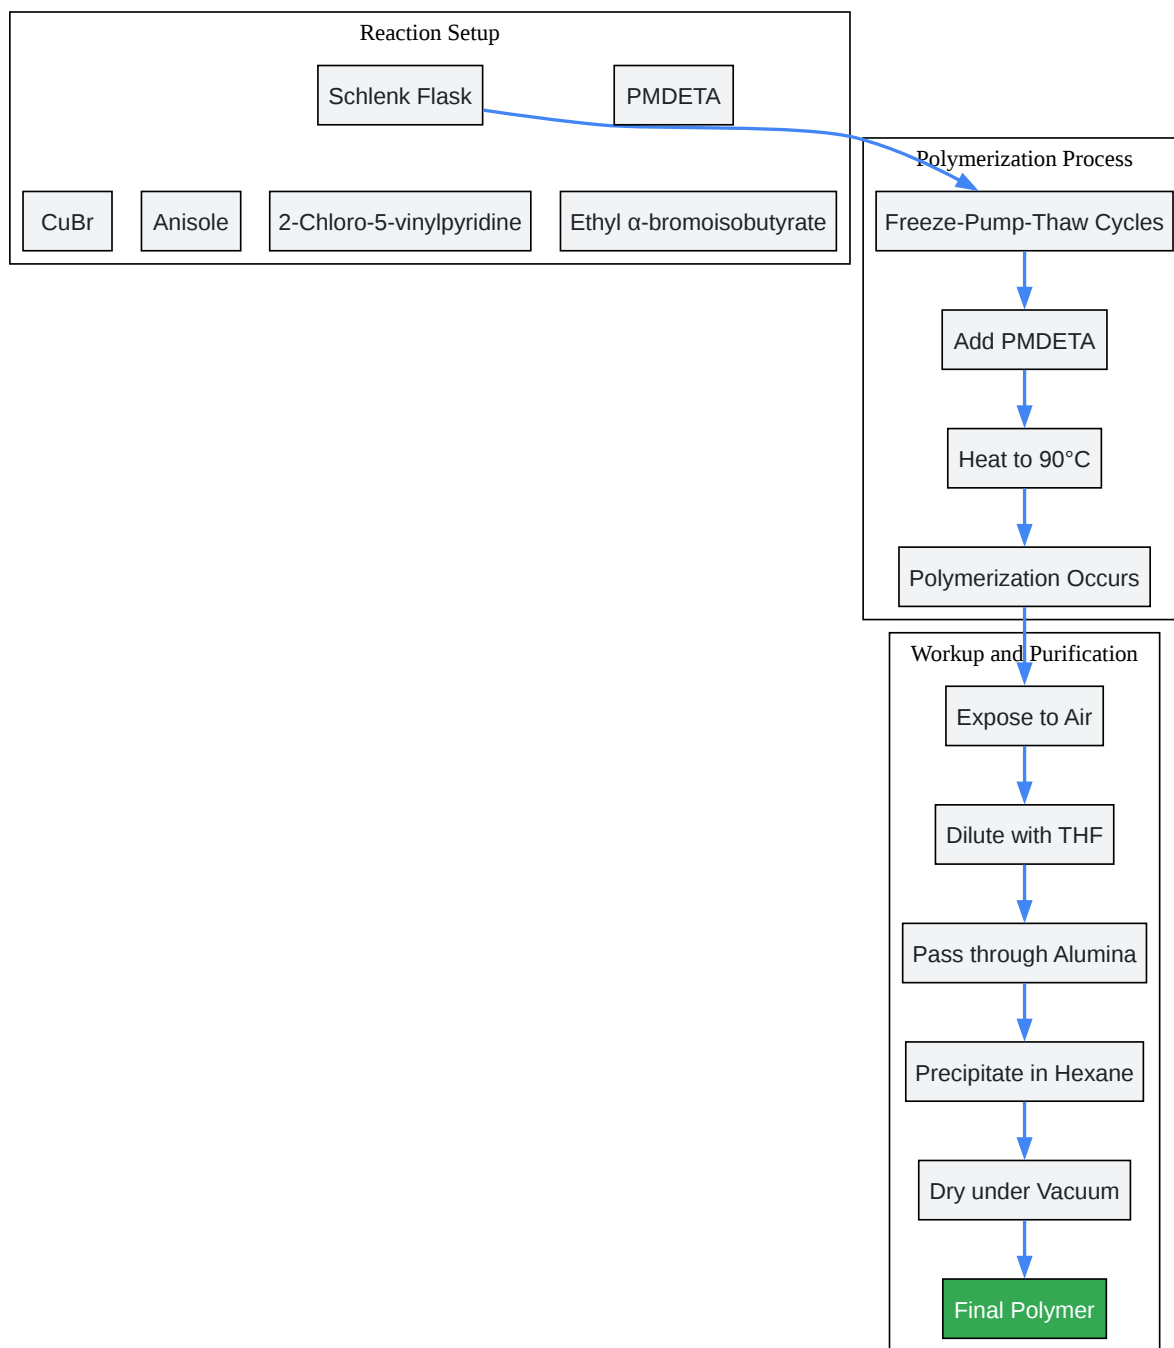 Reaction Setup
Schlenk Flask
PMDETA
CuBr
Anisole
2-Chloro-5-vinylpyridine
Ethyl α-bromoisobutyrate
Polymerization Process
Freeze-Pump-Thaw Cycles
Add PMDETA
Heat to 90°C
Polymerization Occurs
Workup and Purification
Expose to Air
Dilute with THF
Pass through Alumina
Precipitate in Hexane
Dry under Vacuum
Final Polymer